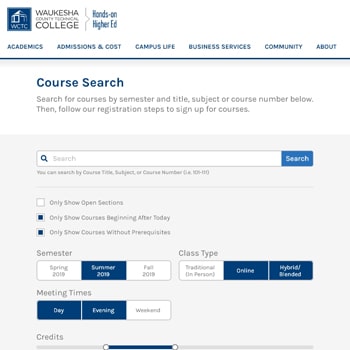 WAUKESHA
COUNTY TECHNICAL
COLLEGE
WCTC
Hands-on
Higher Ed
ACADEMICS ADMISSIONS & COST CAMPUS LIFE BUSINESS SERVICES COMMUNITY ABOUT
Course Search
Search for courses by semester and title, subject or course number below.
Then, follow our registration steps to sign up for courses.
Search Search
You can search by Course Title, Subject, or Course Number (i.e. 101-111)
Only Show Open Sections
Only Show Courses Beginning After Today
Only Show Courses Without Prerequisites
Semester Class Type
Spring 2019 Summer 2019 Fall 2019 Traditional (In Person) Online Hybrid/ Blended
Meeting Times
Day Evening Weekend
Credits